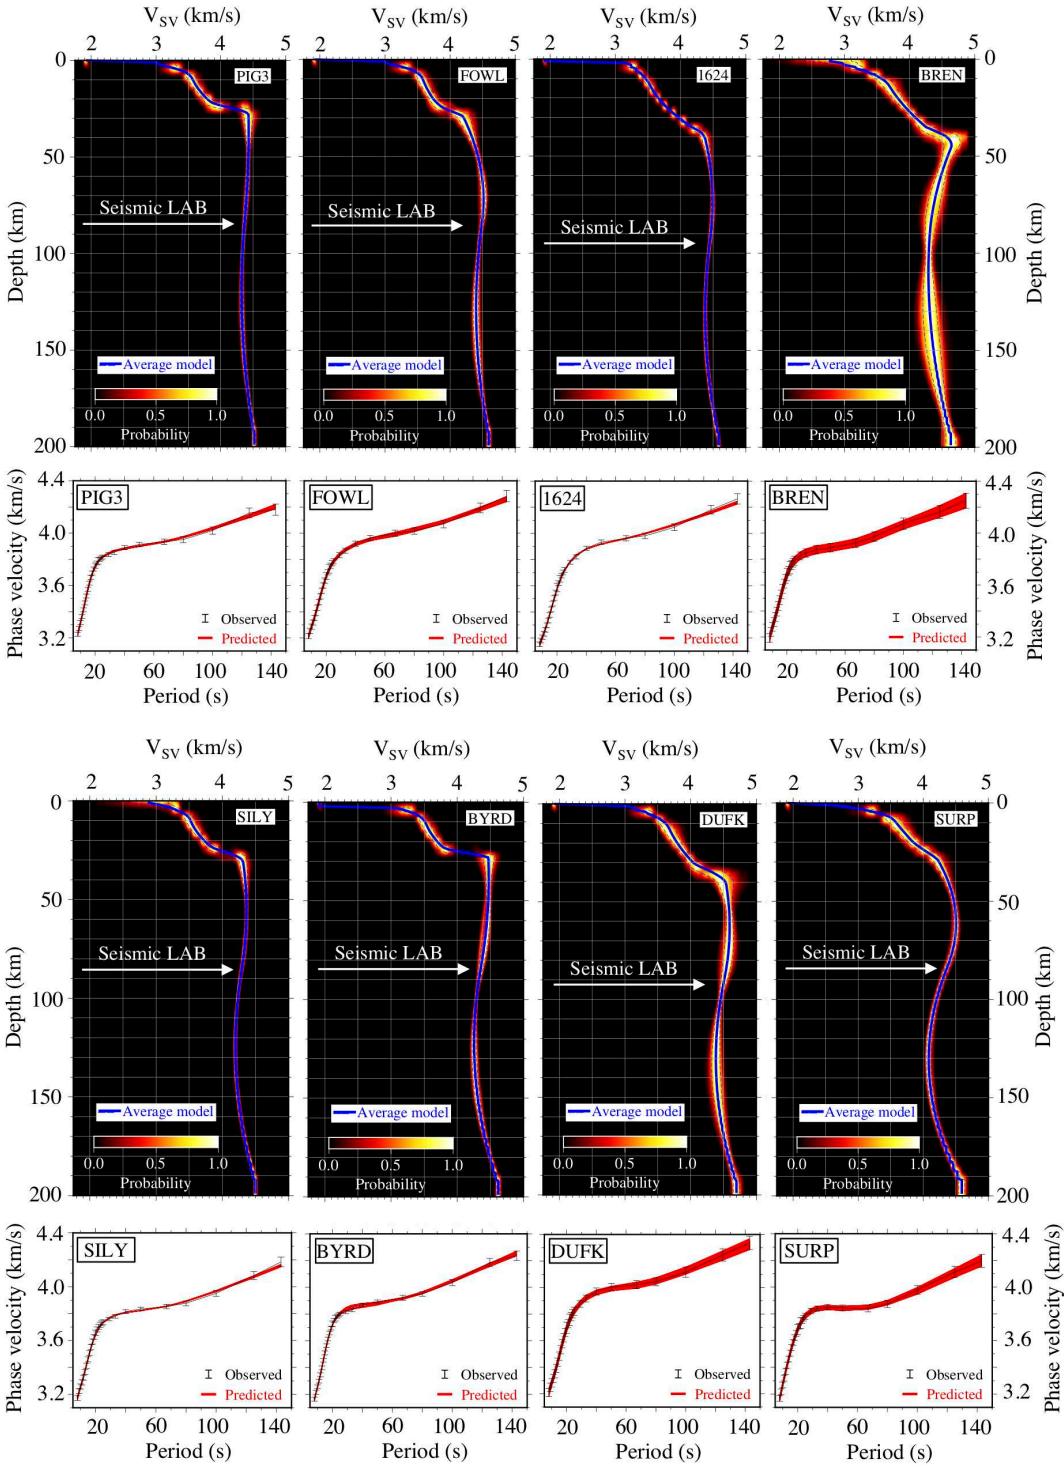 V_SV (km/s) V_SV (km/s) V_SV (km/s) V_SV (km/s)
2 3 4 5 2 3 4 5 2 3 4 5 2 3 4 5
0 PIG3 FOWL 1624 BREN 0
50 50
Seismic LAB Seismic LAB Seismic LAB
100 100
Depth (km) Depth (km)
150 150
Average model Average model Average model Average model
0.0 0.5 1.0 0.0 0.5 1.0 0.0 0.5 1.0 0.0 0.5 1.0
Probability Probability Probability Probability
200 200
4.4 PIG3 FOWL 1624 BREN 4.4
4.0 4.0
3.6 3.6
Observed Observed Observed Observed
3.2 Predicted Predicted Predicted Predicted 3.2
Phase velocity (km/s) Phase velocity (km/s)
20 60 100 140 20 60 100 140 20 60 100 140 20 60 100 140
Period (s) Period (s) Period (s) Period (s)
V_SV (km/s) V_SV (km/s) V_SV (km/s) V_SV (km/s)
2 3 4 5 2 3 4 5 2 3 4 5 2 3 4 5
0 SILY BYRD DUFK SURP 0
50 50
Seismic LAB Seismic LAB Seismic LAB Seismic LAB
100 100
Depth (km) Depth (km)
150 150
Average model Average model Average model Average model
0.0 0.5 1.0 0.0 0.5 1.0 0.0 0.5 1.0 0.0 0.5 1.0
Probability Probability Probability Probability
200 200
4.4 SILY BYRD DUFK SURP 4.4
4.0 4.0
3.6 3.6
Observed Observed Observed Observed
3.2 Predicted Predicted Predicted Predicted 3.2
Phase velocity (km/s) Phase velocity (km/s)
20 60 100 140 20 60 100 140 20 60 100 140 20 60 100 140
Period (s) Period (s) Period (s) Period (s)